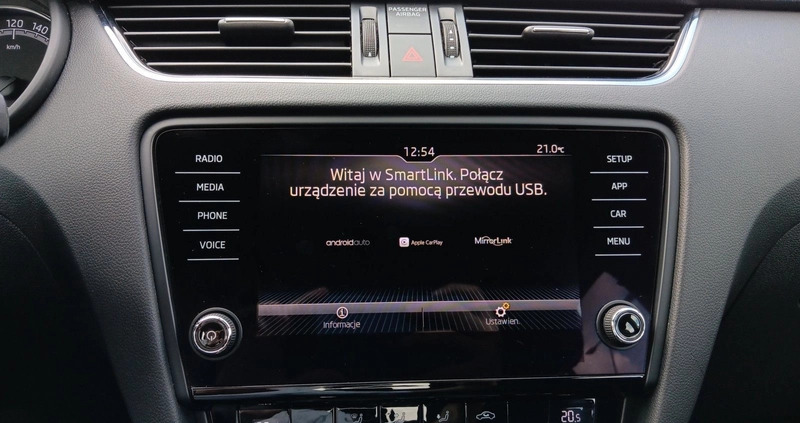 120 140
km/h
PASSENGER
AIRBAG
12:54
21.0°C
RADIO
MEDIA
PHONE
VOICE
Witaj w SmartLink. Połącz
urządzenie za pomocą przewodu USB.
androidauto
Apple CarPlay
MirrorLink
Informacje
Ustawien.
SETUP
APP
CAR
MENU
20.5